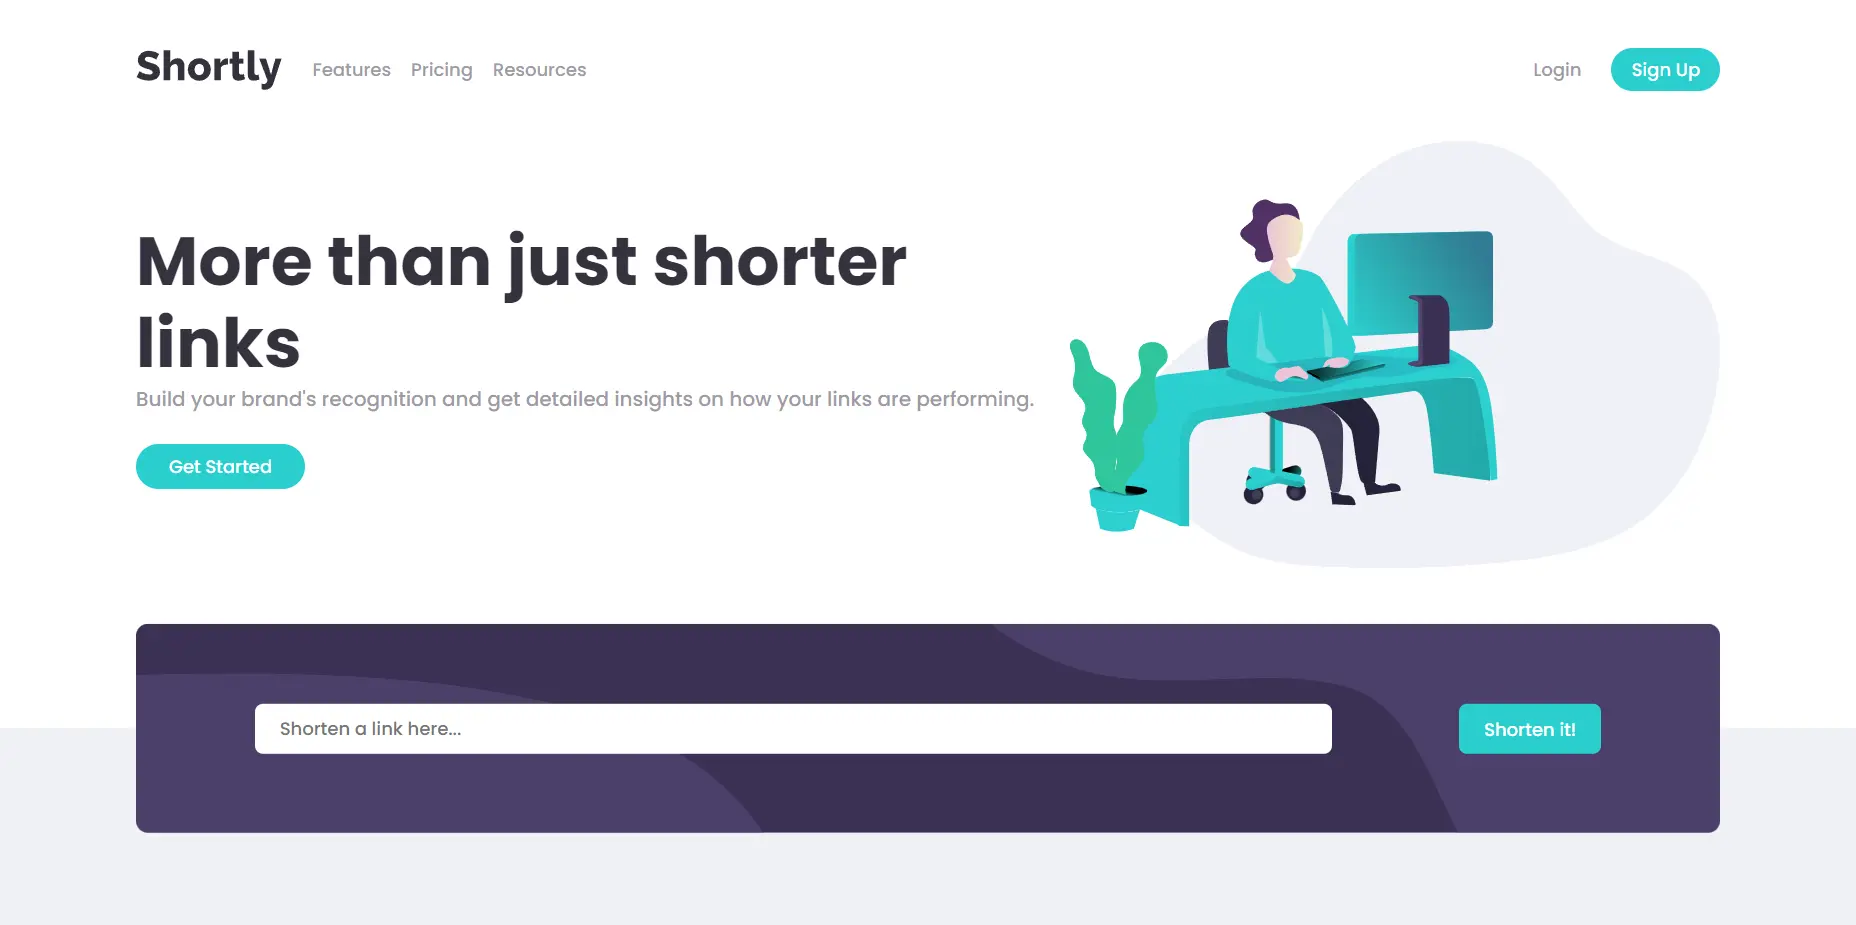 Shortly Features Pricing Resources Login Sign Up
More than just shorter
links
Build your brand's recognition and get detailed insights on how your links are performing.
Get Started
Shorten a link here... Shorten it!